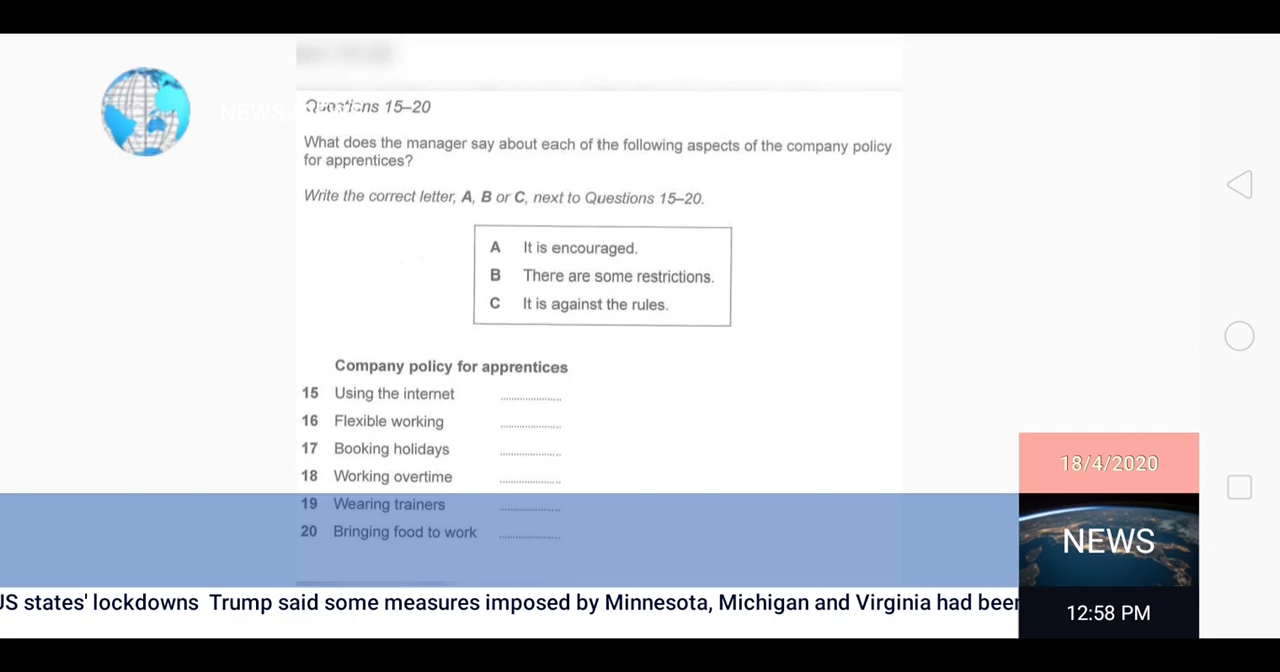 NEWS
Questions 15–20
What does the manager say about each of the following aspects of the company policy
for apprentices?
Write the correct letter, A, B or C, next to Questions 15–20.
A It is encouraged.
B There are some restrictions.
C It is against the rules.
Company policy for apprentices
15 Using the internet
16 Flexible working
17 Booking holidays
18 Working overtime
19 Wearing trainers
20 Bringing food to work
18/4/2020
NEWS
US states' lockdowns Trump said some measures imposed by Minnesota, Michigan and Virginia had been
12:58 PM